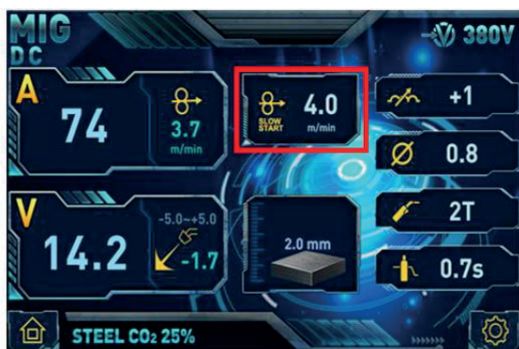 MIG
DC
380V
A
74
3.7
m/min
SLOW
START
4.0
m/min
+1
0.8
V
14.2
-5.0~+5.0
-1.7
2.0 mm
2T
0.7s
STEEL CO₂ 25%